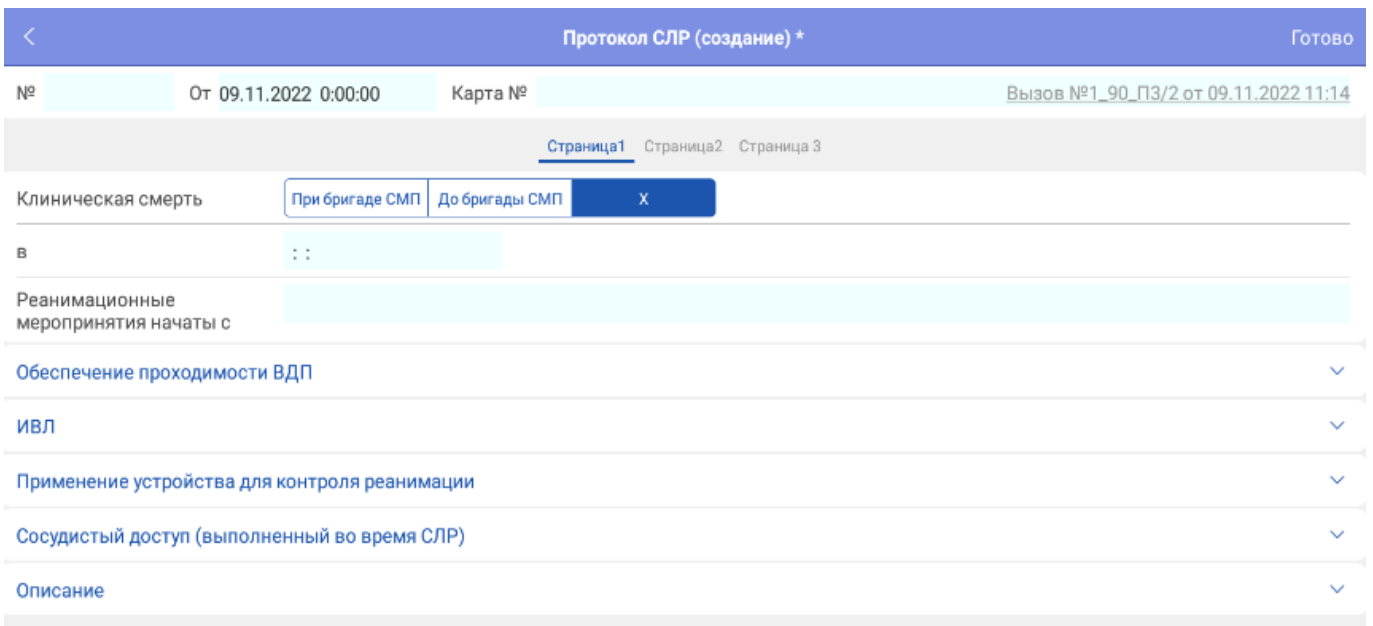 Протокол СЛР (создание) *
Готово
№ От 09.11.2022 0:00:00 Карта № Вызов №1_90_ПЗ/2 от 09.11.2022 11:14
Страница1 Страница2 Страница 3
Клиническая смерть При бригаде СМП До бригады СМП X
в : :
Реанимационные
мероприятия начаты с
Обеспечение проходимости ВДП
ИВЛ
Применение устройства для контроля реанимации
Сосудистый доступ (выполненный во время СЛР)
Описание